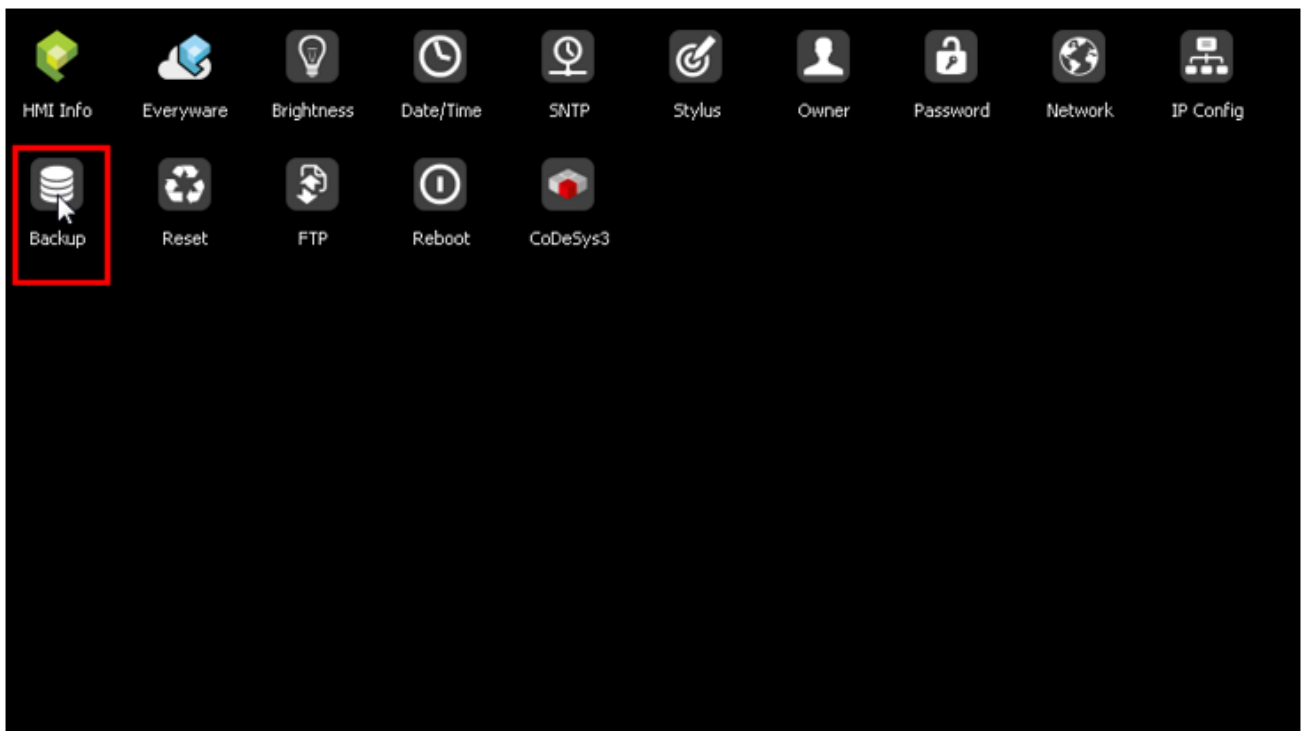 HMI Info Everyware Brightness Date/Time SNTP Stylus Owner Password Network IP Config
Backup Reset FTP Reboot CoDeSys3